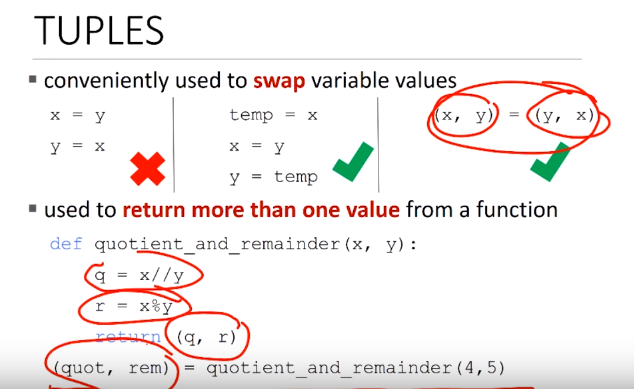 TUPLES
▪ conveniently used to swap variable values
x = y
y = x
temp = x
x = y
y = temp
(x, y) = (y, x)
▪ used to return more than one value from a function
def quotient_and_remainder(x, y):
q = x//y
r = x%y
return (q, r)
(quot, rem) = quotient_and_remainder(4,5)